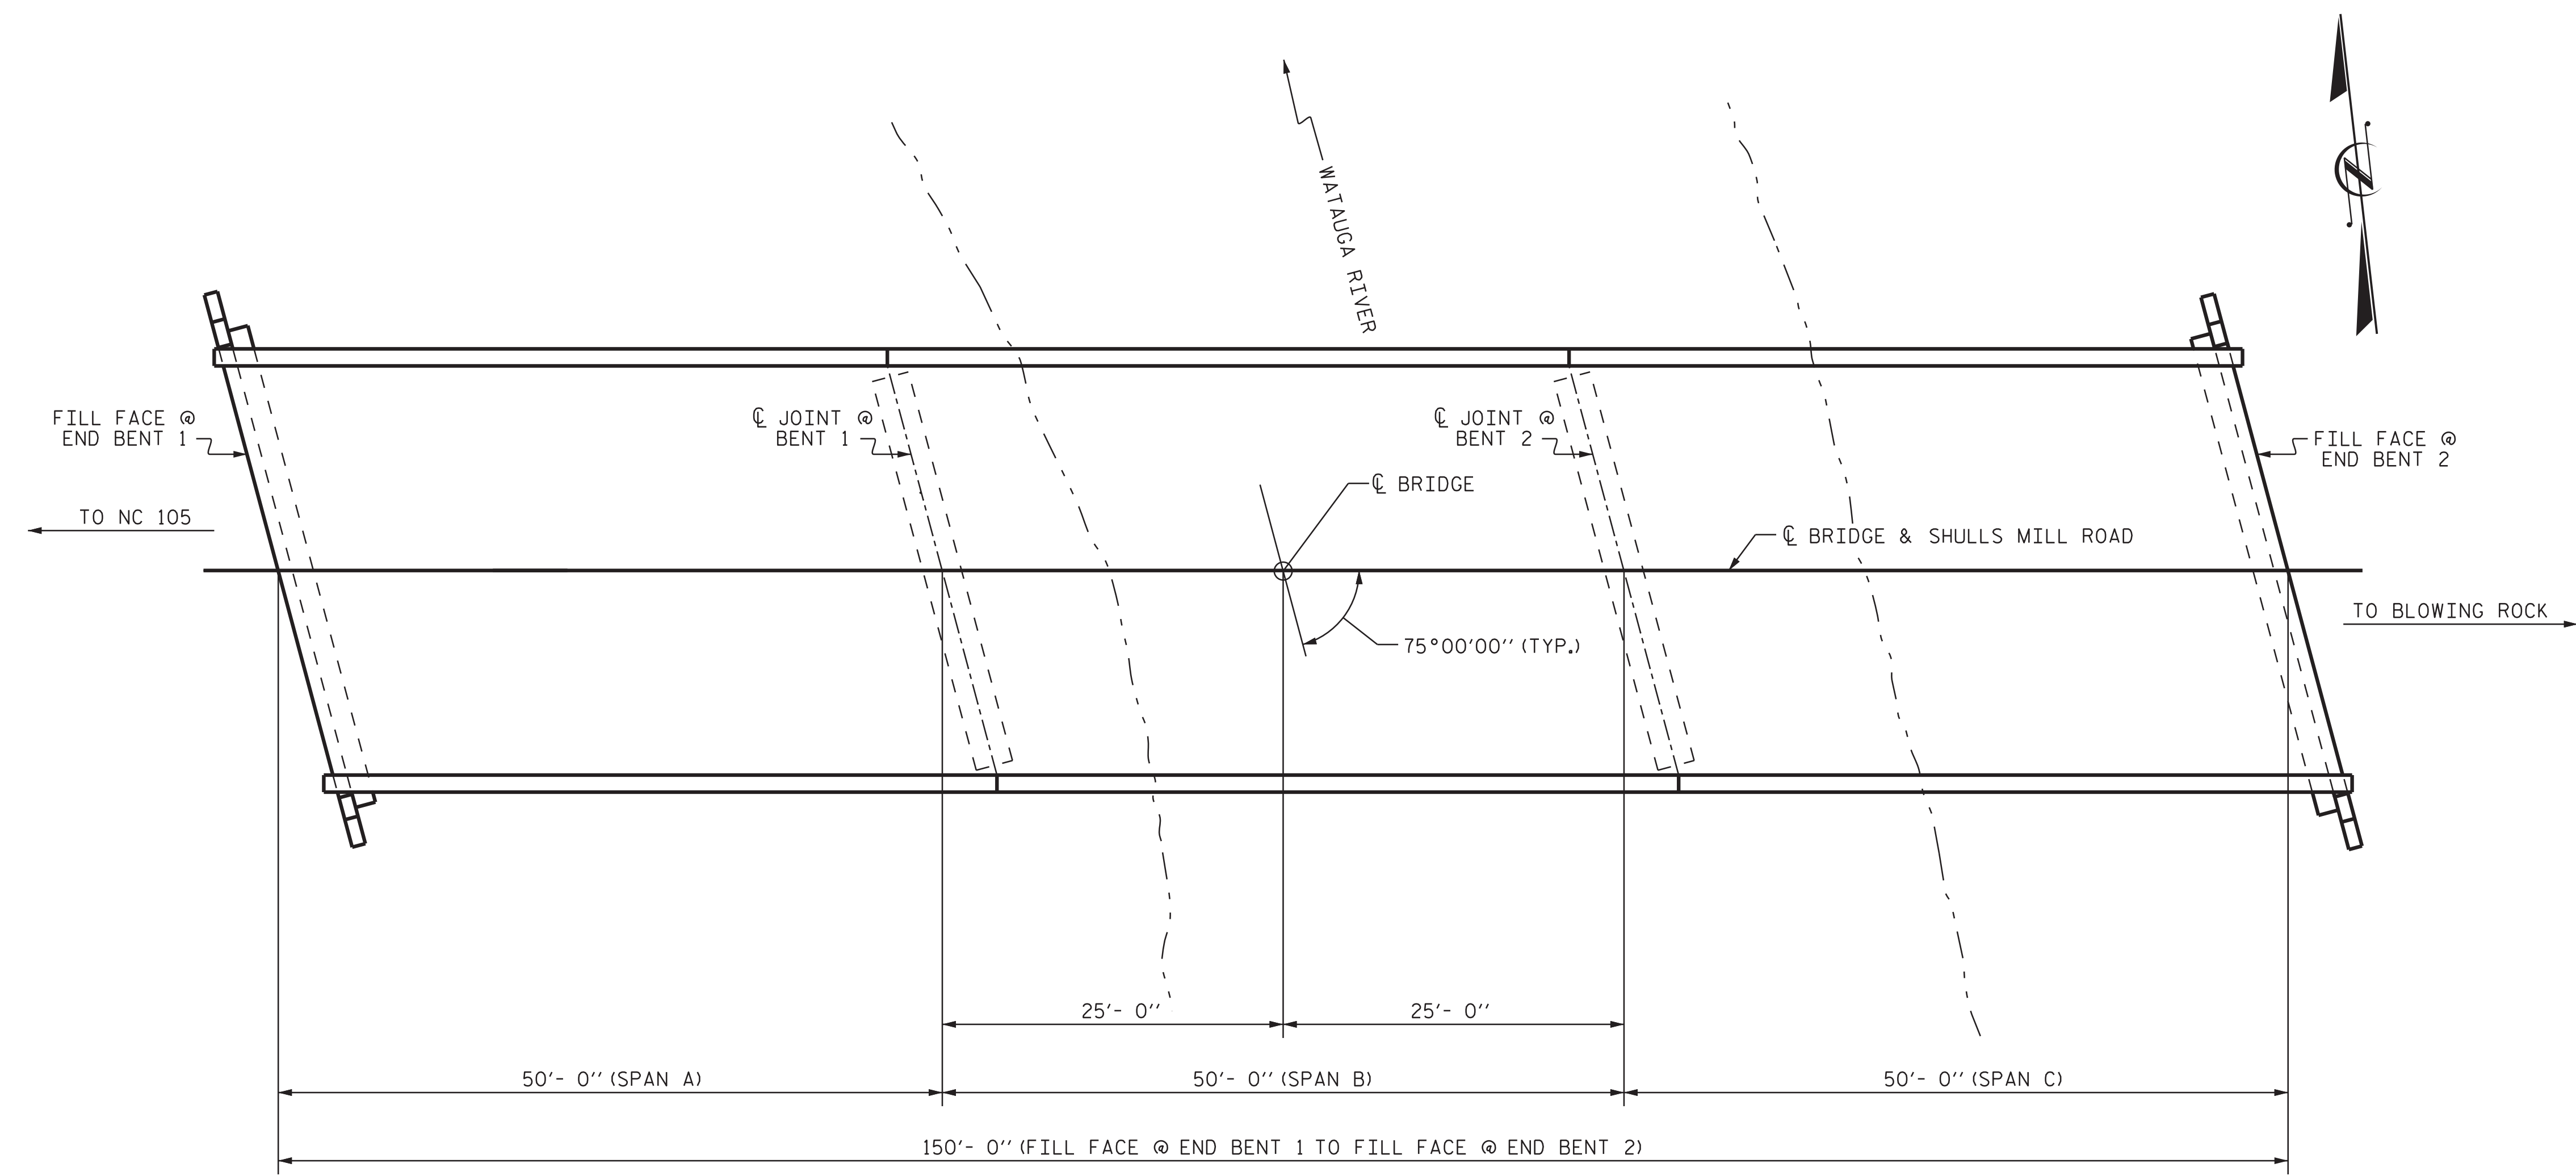 WATAUGA RIVER
N
FILL FACE @
END BENT 1
℄ JOINT @
BENT 1
℄ JOINT @
BENT 2
FILL FACE @
END BENT 2
℄ BRIDGE
TO NC 105
℄ BRIDGE & SHULLS MILL ROAD
TO BLOWING ROCK
75°00'00'' (TYP.)
25'- 0''
25'- 0''
50'- 0'' (SPAN A)
50'- 0'' (SPAN B)
50'- 0'' (SPAN C)
150'- 0'' (FILL FACE @ END BENT 1 TO FILL FACE @ END BENT 2)